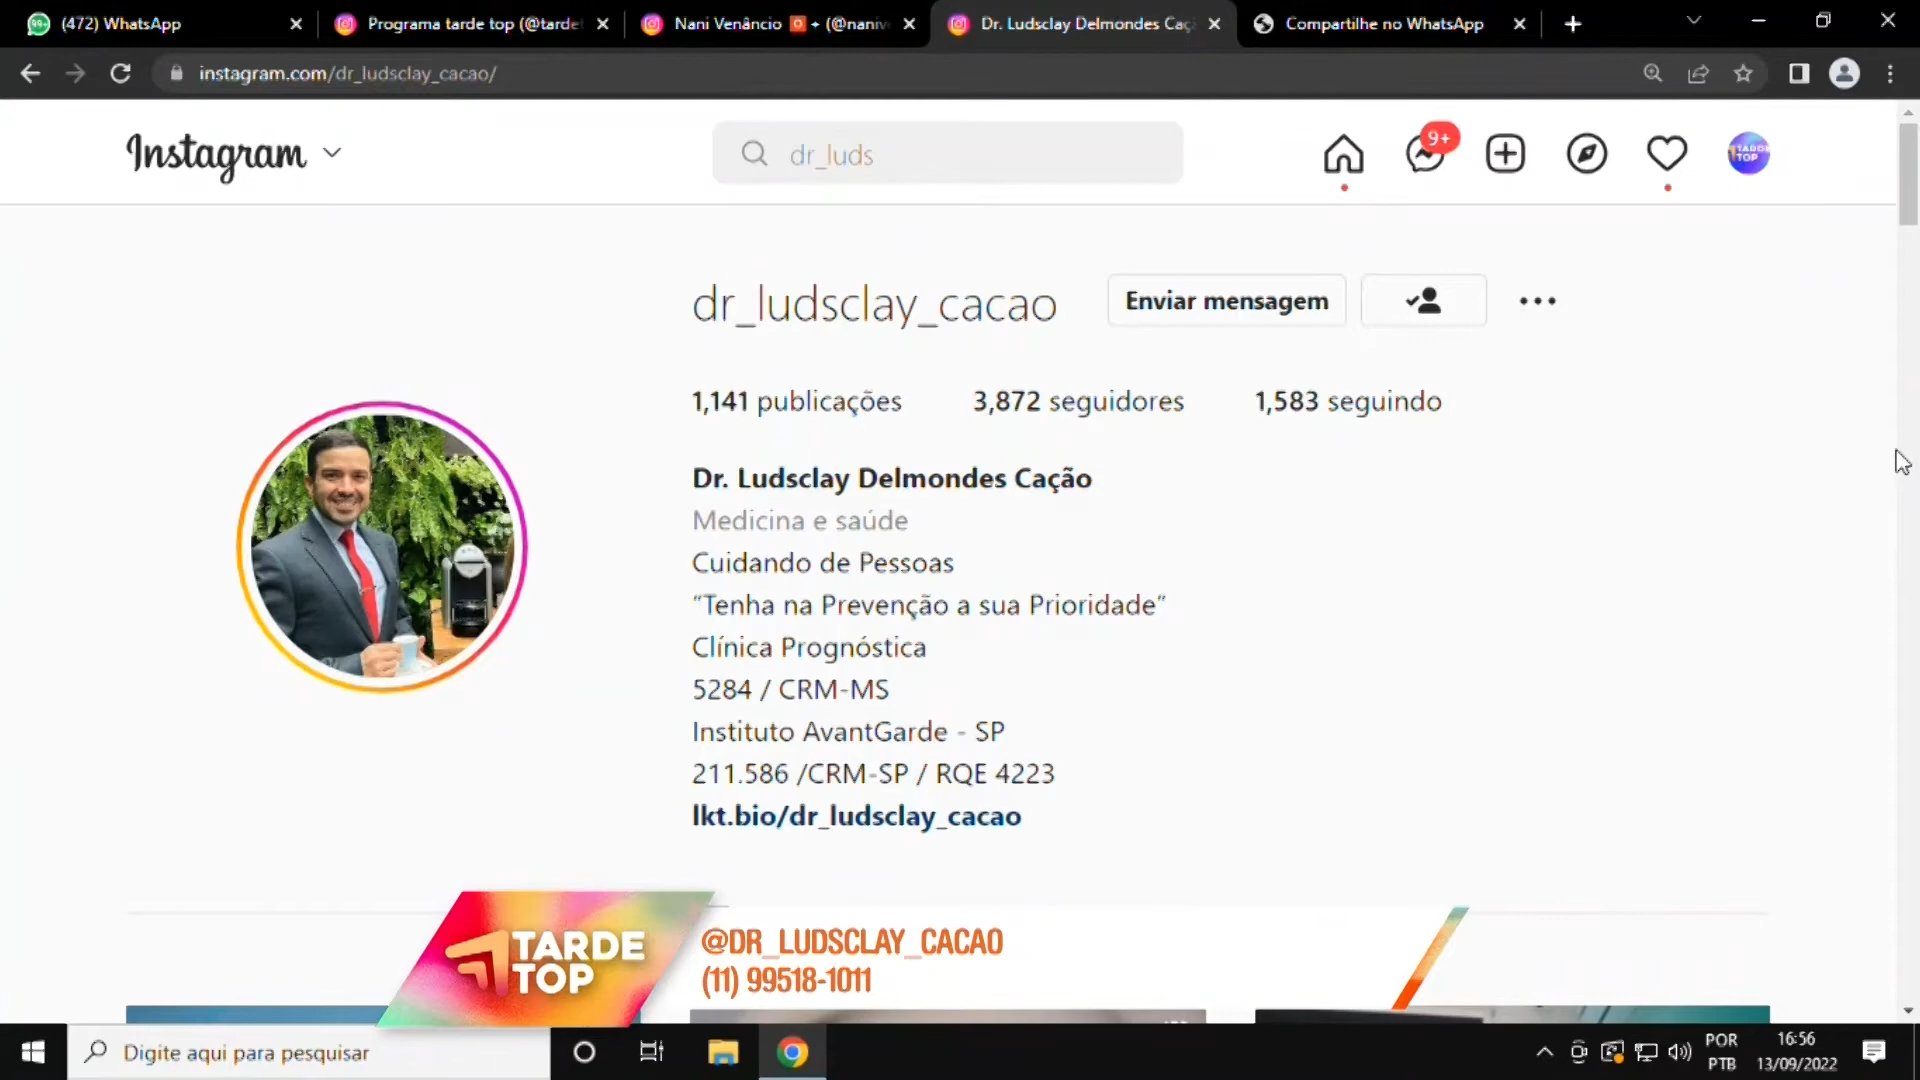 (472) WhatsApp
Programa tarde top (@tarde
Nani Venâncio + (@naniv
Dr. Ludsclay Delmondes Caç
Compartilhe no WhatsApp
instagram.com/dr_ludsclay_cacao/
Instagram
dr_luds
9+
TARDE
TOP
dr_ludsclay_cacao
Enviar mensagem
1,141 publicações
3,872 seguidores
1,583 seguindo
Dr. Ludsclay Delmondes Cação
Medicina e saúde
Cuidando de Pessoas
“Tenha na Prevenção a sua Prioridade”
Clínica Prognóstica
5284 / CRM-MS
Instituto AvantGarde - SP
211.586 /CRM-SP / RQE 4223
lkt.bio/dr_ludsclay_cacao
TARDE
TOP
@DR_LUDSCLAY_CACAO
(11) 99518-1011
Digite aqui para pesquisar
POR
PTB
16:56
13/09/2022